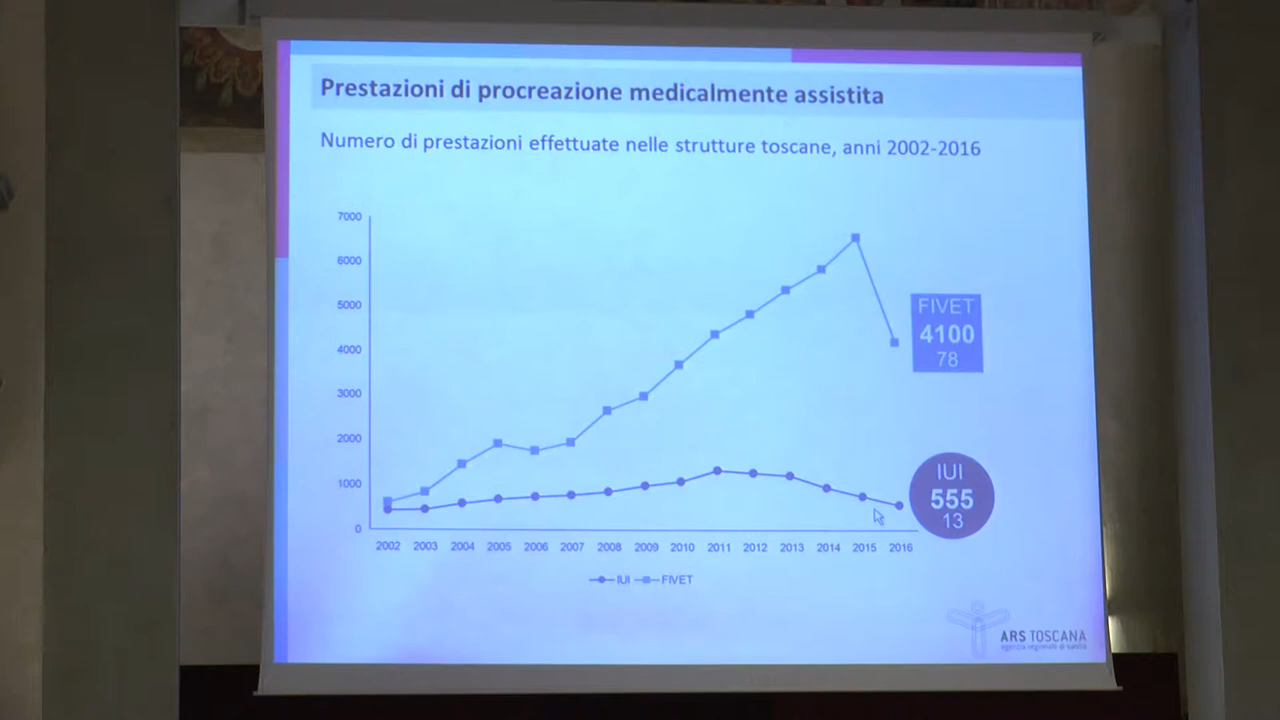 Prestazioni di procreazione medicalmente assistita
Numero di prestazioni effettuate nelle strutture toscane, anni 2002-2016
7000
6000
5000
4000
3000
2000
1000
0
2002 2003 2004 2005 2006 2007 2008 2009 2010 2011 2012 2013 2014 2015 2016
FIVET
4100
78
IUI
555
13
IUI FIVET
ARS TOSCANA
agenzia regionale di sanità